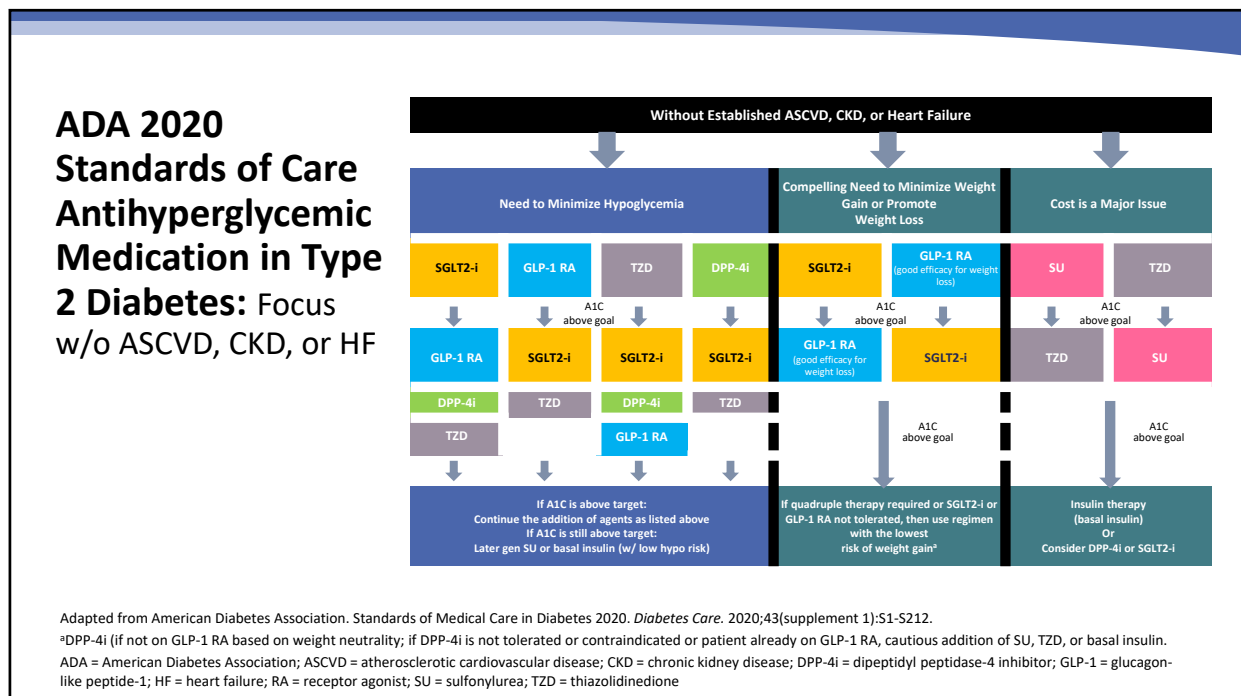 ADA 2020
Standards of Care
Antihyperglycemic
Medication in Type
2 Diabetes: Focus
w/o ASCVD, CKD, or HF
Without Established ASCVD, CKD, or Heart Failure
Need to Minimize Hypoglycemia
SGLT2-i
GLP-1 RA
TZD
DPP-4i
A1C
above goal
GLP-1 RA
SGLT2-i
SGLT2-i
SGLT2-i
DPP-4i
TZD
DPP-4i
TZD
TZD
GLP-1 RA
If A1C is above target:
Continue the addition of agents as listed above
If A1C is still above target:
Later gen SU or basal insulin (w/ low hypo risk)
Compelling Need to Minimize Weight
Gain or Promote
Weight Loss
SGLT2-i
GLP-1 RA
(good efficacy for weight
loss)
A1C
above goal
GLP-1 RA
(good efficacy for
weight loss)
SGLT2-i
A1C
above goal
If quadruple therapy required or SGLT2-i or
GLP-1 RA not tolerated, then use regimen
with the lowest
risk of weight gainᵃ
Cost is a Major Issue
SU
TZD
A1C
above goal
TZD
SU
A1C
above goal
Insulin therapy
(basal insulin)
Or
Consider DPP-4i or SGLT2-i
Adapted from American Diabetes Association. Standards of Medical Care in Diabetes 2020. Diabetes Care. 2020;43(supplement 1):S1-S212.
ᵃDPP-4i (if not on GLP-1 RA based on weight neutrality; if DPP-4i is not tolerated or contraindicated or patient already on GLP-1 RA, cautious addition of SU, TZD, or basal insulin.
ADA = American Diabetes Association; ASCVD = atherosclerotic cardiovascular disease; CKD = chronic kidney disease; DPP-4i = dipeptidyl peptidase-4 inhibitor; GLP-1 = glucagon-
like peptide-1; HF = heart failure; RA = receptor agonist; SU = sulfonylurea; TZD = thiazolidinedione